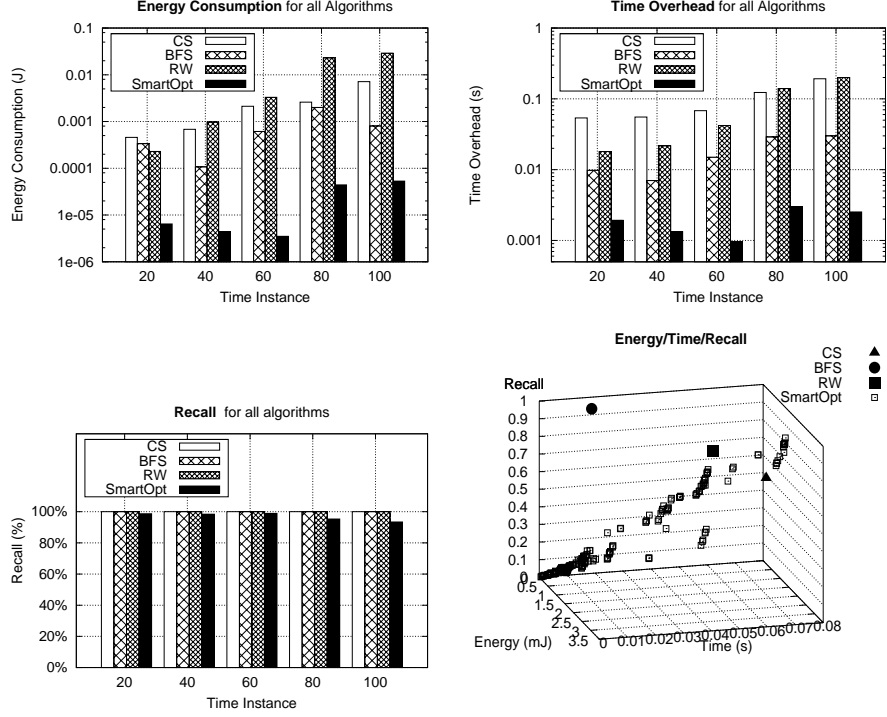 Energy Consumption for all Algorithms
Energy Consumption (J)
0.1
0.01
0.001
0.0001
1e-05
1e-06
CS
BFS
RW
SmartOpt
20 40 60 80 100
Time Instance
Time Overhead for all Algorithms
Time Overhead (s)
1
0.1
0.01
0.001
CS
BFS
RW
SmartOpt
20 40 60 80 100
Time Instance
Recall for all algorithms
Recall (%)
100%
80%
60%
40%
20%
0%
CS
BFS
RW
SmartOpt
20 40 60 80 100
Time Instance
Energy/Time/Recall
CS
BFS
RW
SmartOpt
Recall
1
0.9
0.8
0.7
0.6
0.5
0.4
0.3
0.2
0.1
0
0
0.5
1
1.5
2
2.5
3
3.5
Energy (mJ)
0 0.01 0.02 0.03 0.04 0.05 0.06 0.07 0.08
Time (s)